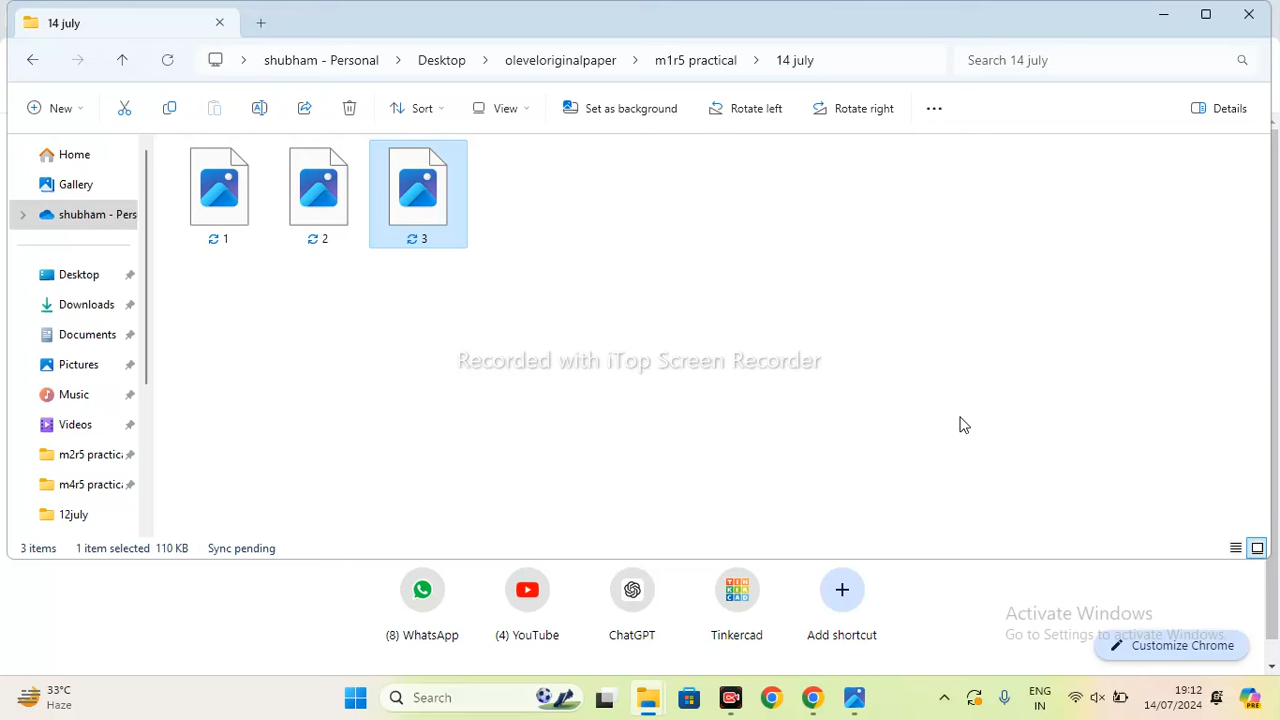 14 july
shubham - Personal
Desktop
oleveloriginalpaper
m1r5 practical
14 july
Search 14 july
New
Sort
View
Set as background
Rotate left
Rotate right
Details
Home
Gallery
shubham - Pers
Desktop
Downloads
Documents
Pictures
Music
Videos
m2r5 practica
m4r5 practica
12july
1
2
3
Recorded with iTop Screen Recorder
3 items
1 item selected 110 KB
Sync pending
(8) WhatsApp
(4) YouTube
ChatGPT
Tinkercad
Add shortcut
Activate Windows
Go to Settings to activate Windows.
Customize Chrome
33°C
Haze
Search
ENG
IN
19:12
14/07/2024
PRE